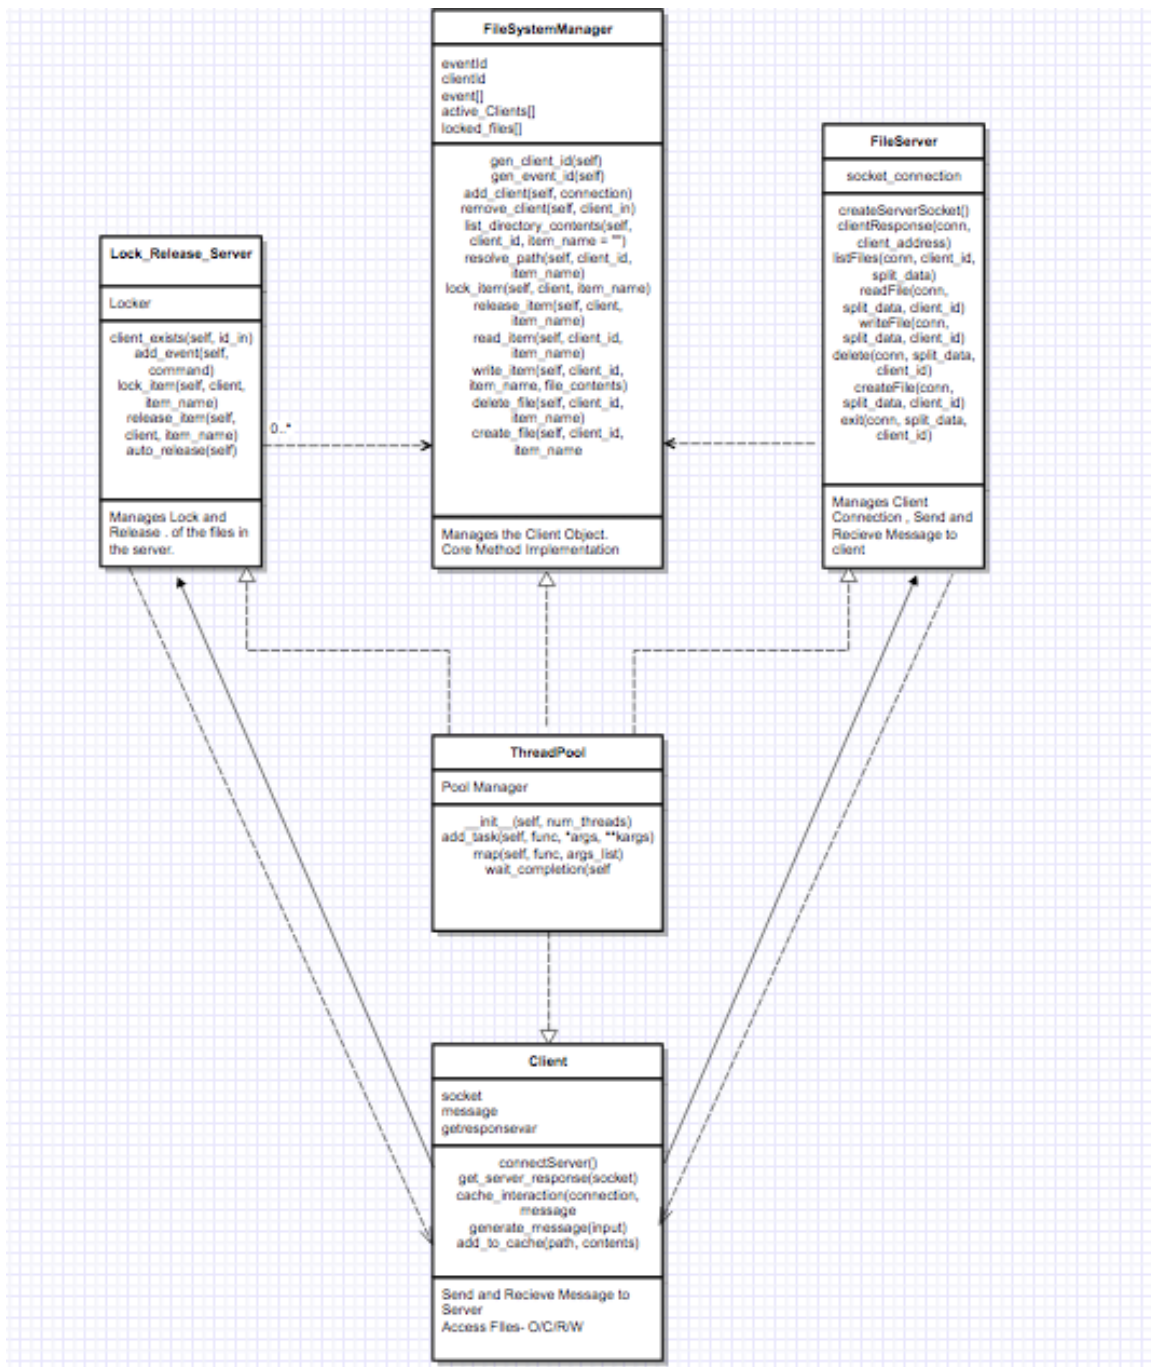 FileSystemManager
eventId
clientId
event[]
active_Clients[]
locked_files[]
gen_client_id(self)
gen_event_id(self)
add_client(self, connection)
remove_client(self, client_in)
list_directory_contents(self,
client_id, item_name = "")
resolve_path(self, client_id,
item_name)
lock_item(self, client, item_name)
release_item(self, client,
item_name)
read_item(self, client_id,
item_name)
write_item(self, client_id,
item_name, file_contents)
delete_file(self, client_id,
item_name)
create_file(self, client_id,
item_name
Manages the Client Object.
Core Method Implementation
FileServer
socket_connection
createServerSocket()
clientResponse(conn,
client_address)
listFiles(conn, client_id,
split_data)
readFile(conn,
split_data, client_id)
writeFile(conn,
split_data, client_id)
delete(conn, split_data,
client_id)
createFile(conn,
split_data, client_id)
exit(conn, split_data,
client_id)
Manages Client
Connection , Send and
Recieve Message to
client
Lock_Release_Server
Locker
client_exists(self, id_in)
add_event(self,
command)
lock_item(self, client,
item_name)
release_item(self,
client, item_name)
auto_release(self)
Manages Lock and
Release . of the files in
the server.
0..*
ThreadPool
Pool Manager
__init__(self, num_threads)
add_task(self, func, *args, **kargs)
map(self, func, args_list)
wait_completion(self
Client
socket
message
getresponsevar
connectServer()
get_server_response(socket)
cache_interaction(connection,
message
generate_message(input)
add_to_cache(path, contents)
Send and Recieve Message to
Server
Access Files- O/C/R/W